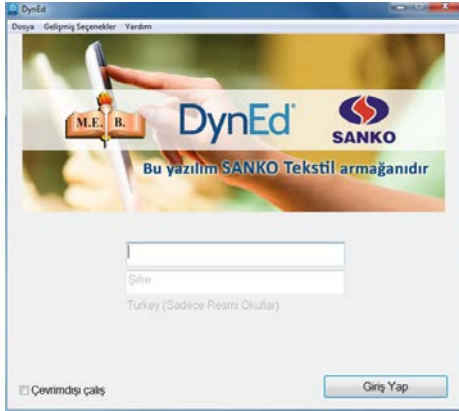 DynEd
Dosya Gelişmiş Seçenekler Yardım
M.E. B.
DynEd
SANKO
Bu yazılım SANKO Tekstil armağanıdır
Şifre
Turkey (Sadece Resmi Okullar)
Çevrimdışı çalış
Giriş Yap